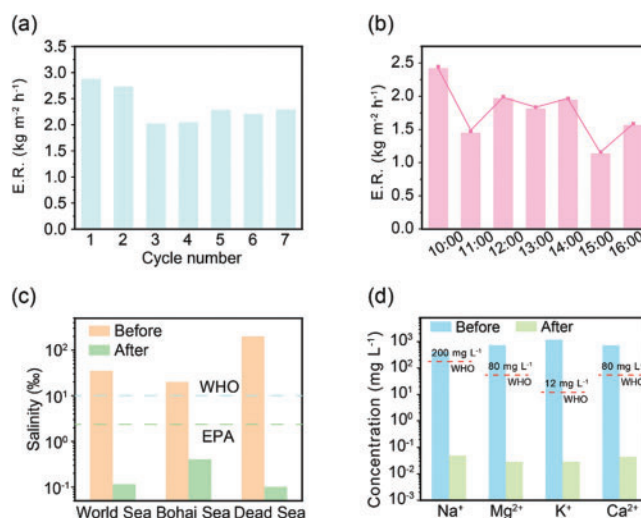 (a)
3.5
3.0
2.5
2.0
1.5
1.0
0.5
0.0
E.R. (kg m⁻² h⁻¹)
1 2 3 4 5 6 7
Cycle number
(b)
2.5
2.0
1.5
1.0
0.5
0.0
E.R. (kg m⁻² h⁻¹)
10:00 11:00 12:00 13:00 14:00 15:00 16:00
(c)
Before
After
10²
10¹
10⁰
10⁻¹
Salinity (‰)
WHO
EPA
World Sea Bohai Sea Dead Sea
(d)
Before
After
10³
10²
10¹
10⁰
10⁻¹
10⁻²
10⁻³
Concentration (mg L⁻¹)
200 mg L⁻¹
WHO
80 mg L⁻¹
WHO
12 mg L⁻¹
WHO
80 mg L⁻¹
WHO
Na⁺ Mg²⁺ K⁺ Ca²⁺